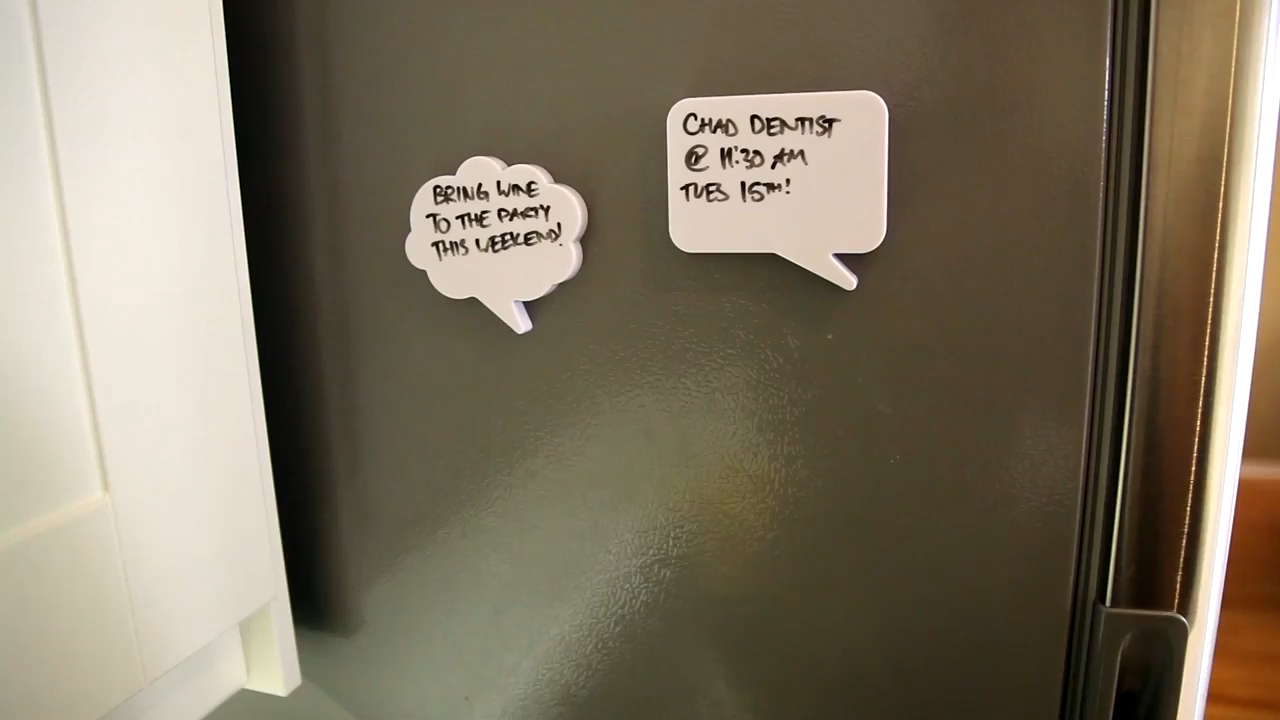 BRING WINE
TO THE PARTY
THIS WEEKEND!
CHAD DENTIST
@ 11:30 AM
TUES 15TH!